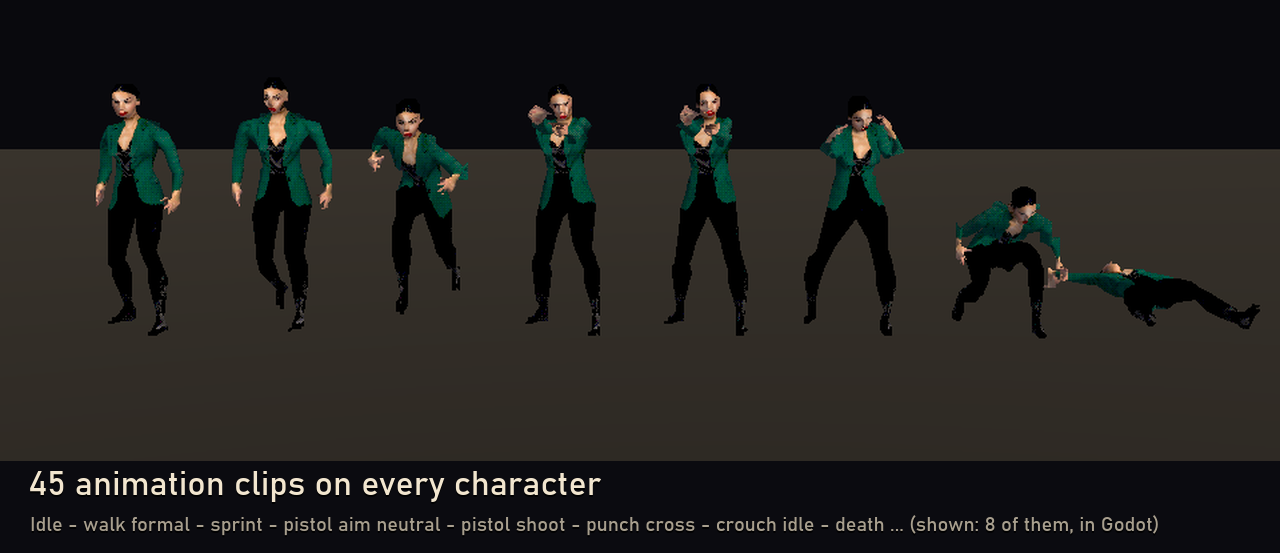 45 animation clips on every character
Idle - walk formal - sprint - pistol aim neutral - pistol shoot - punch cross - crouch idle - death ... (shown: 8 of them, in Godot)